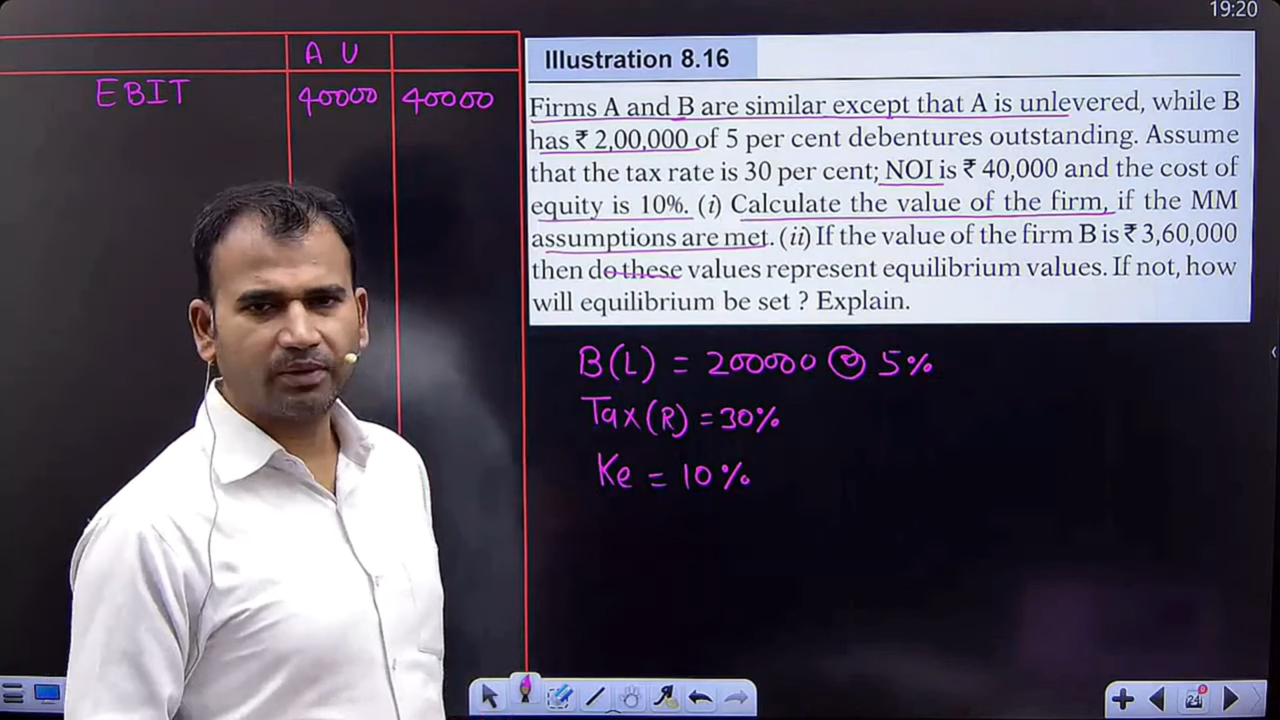 19:20
A U
EBIT 40000 40000
Illustration 8.16
Firms A and B are similar except that A is unlevered, while B
has ₹ 2,00,000 of 5 per cent debentures outstanding. Assume
that the tax rate is 30 per cent; NOI is ₹ 40,000 and the cost of
equity is 10%. (i) Calculate the value of the firm, if the MM
assumptions are met. (ii) If the value of the firm B is ₹ 3,60,000
then do these values represent equilibrium values. If not, how
will equilibrium be set ? Explain.
B(L) = 200000 @ 5%
Tax (R) = 30%
Ke = 10%
24